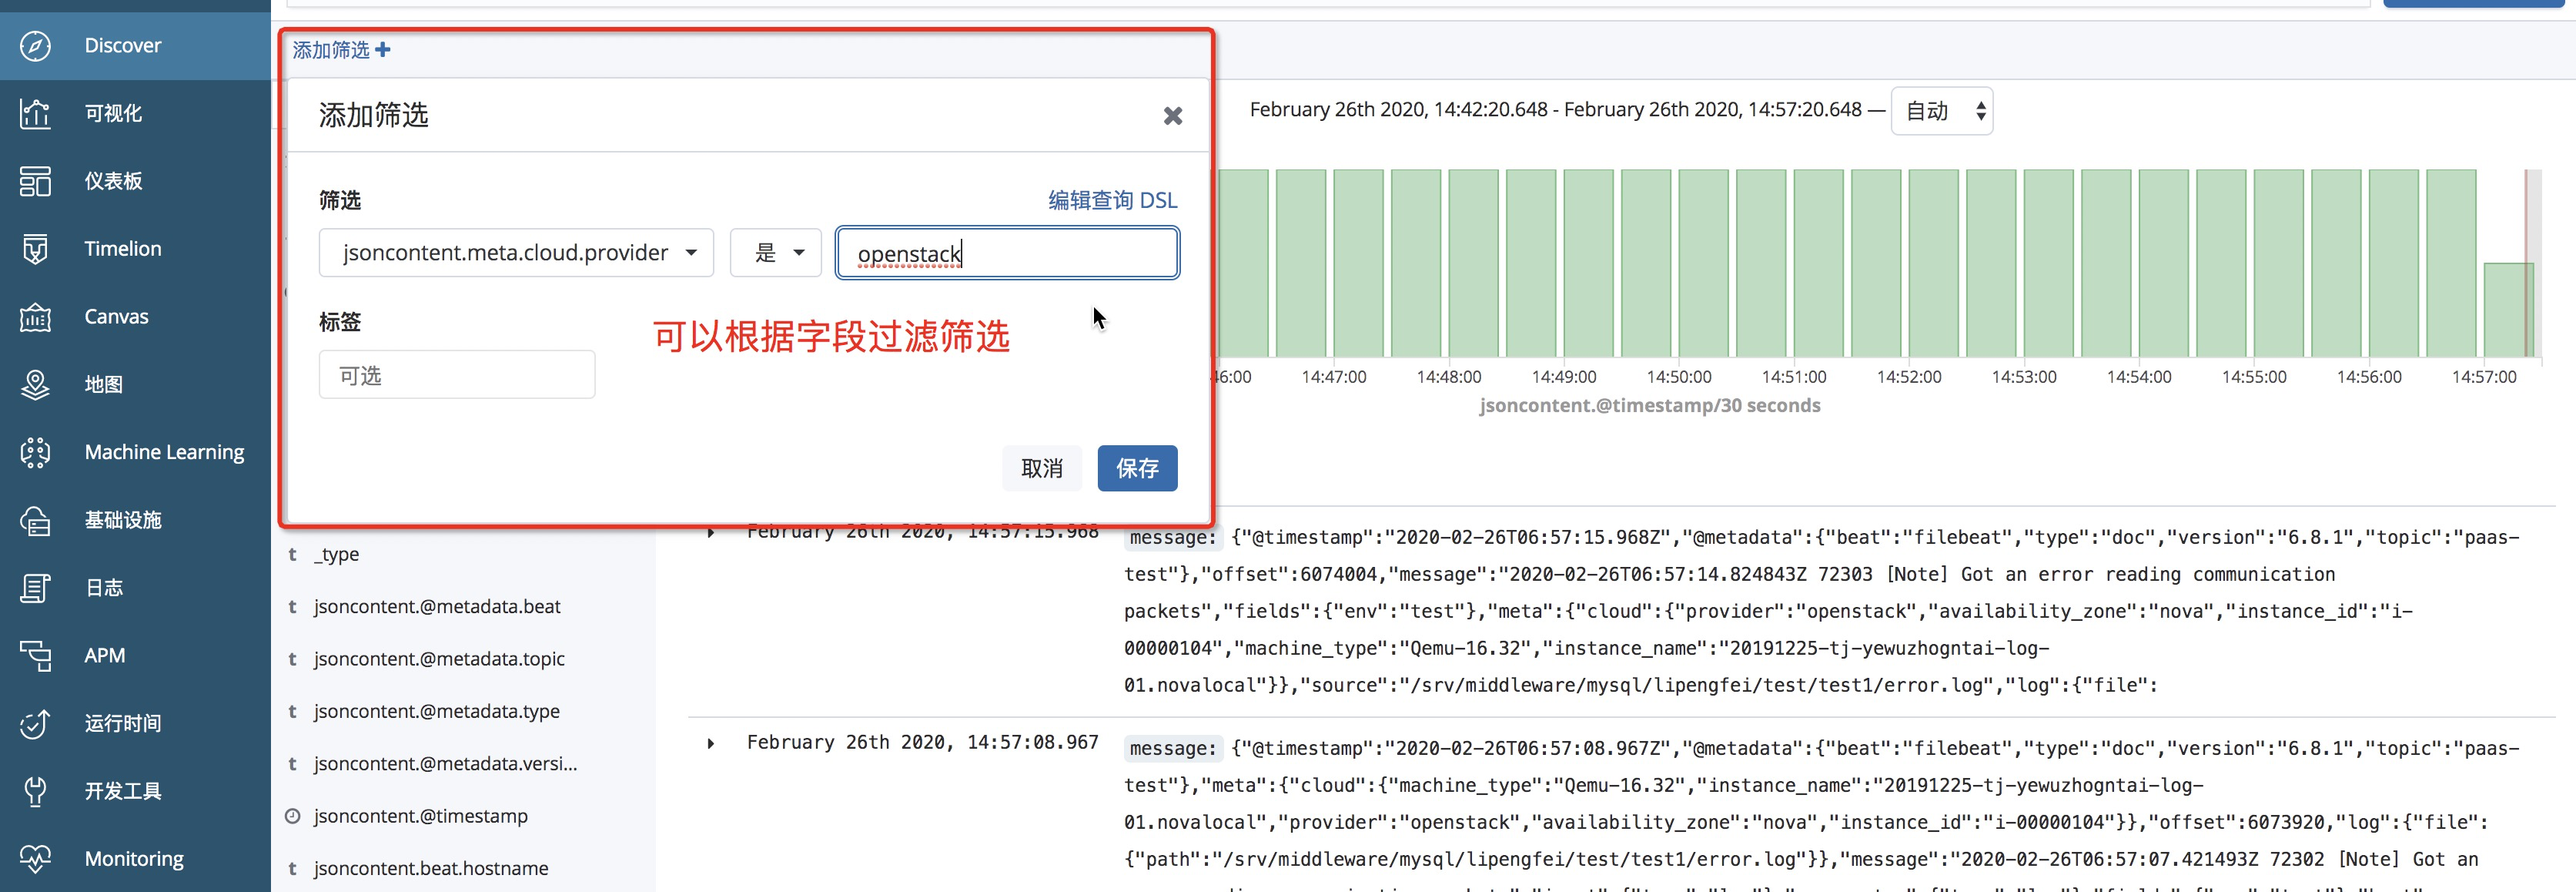 Discover
可视化
仪表板
Timelion
Canvas
地图
Machine Learning
基础设施
日志
APM
运行时间
开发工具
Monitoring
添加筛选
添加筛选
筛选
编辑查询 DSL
jsoncontent.meta.cloud.provider
是
openstack
标签
可以根据字段过滤筛选
可选
取消
保存
February 26th 2020, 14:42:20.648 - February 26th 2020, 14:57:20.648 — 自动
46:00 14:47:00 14:48:00 14:49:00 14:50:00 14:51:00 14:52:00 14:53:00 14:54:00 14:55:00 14:56:00 14:57:00
jsoncontent.@timestamp/30 seconds
t _type
t jsoncontent.@metadata.beat
t jsoncontent.@metadata.topic
t jsoncontent.@metadata.type
t jsoncontent.@metadata.versi...
jsoncontent.@timestamp
t jsoncontent.beat.hostname
February 26th 2020, 14:57:15.968
message: {"@timestamp":"2020-02-26T06:57:15.968Z","@metadata":{"beat":"filebeat","type":"doc","version":"6.8.1","topic":"paas-
test"},"offset":6074004,"message":"2020-02-26T06:57:14.824843Z 72303 [Note] Got an error reading communication
packets","fields":{"env":"test"},"meta":{"cloud":{"provider":"openstack","availability_zone":"nova","instance_id":"i-
00000104","machine_type":"Qemu-16.32","instance_name":"20191225-tj-yewuzhogntai-log-
01.novalocal"}},"source":"/srv/middleware/mysql/lipengfei/test/test1/error.log","log":{"file":
February 26th 2020, 14:57:08.967
message: {"@timestamp":"2020-02-26T06:57:08.967Z","@metadata":{"beat":"filebeat","type":"doc","version":"6.8.1","topic":"paas-
test"},"meta":{"cloud":{"machine_type":"Qemu-16.32","instance_name":"20191225-tj-yewuzhogntai-log-
01.novalocal","provider":"openstack","availability_zone":"nova","instance_id":"i-00000104"}},"offset":6073920,"log":{"file":
{"path":"/srv/middleware/mysql/lipengfei/test/test1/error.log"}},"message":"2020-02-26T06:57:07.421493Z 72302 [Note] Got an